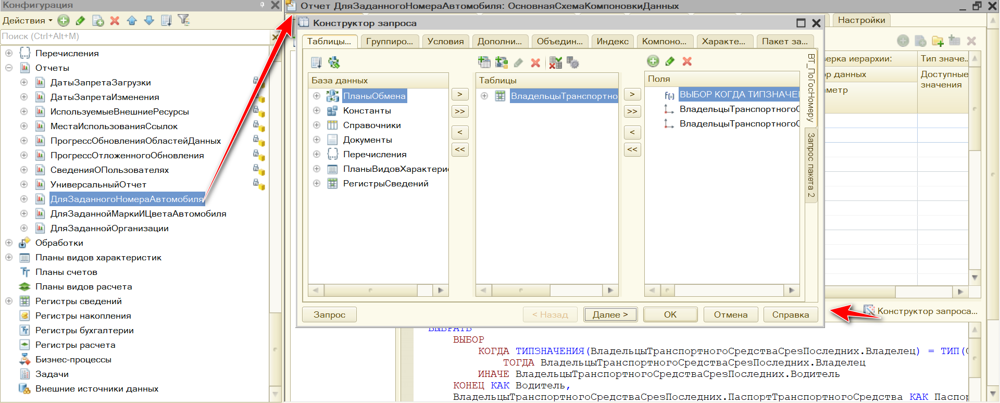 Конфигурация
Действия
Поиск (Ctrl+Alt+M)
Перечисления
Отчеты
ДатыЗапретаЗагрузки
ДатыЗапретаИзменения
ИспользуемыеВнешниеРесурсы
МестаИспользованияСсылок
ПрогрессОбновленияОбластейДанных
ПрогрессОтложенногоОбновления
СведенияОПользователях
УниверсальныйОтчет
ДляЗаданногоНомераАвтомобиля
ДляЗаданнойМаркиИЦветаАвтомобиля
ДляЗаданнойОрганизации
Обработки
Планы видов характеристик
Планы счетов
Планы видов расчета
Регистры сведений
Регистры накопления
Регистры бухгалтерии
Регистры расчета
Бизнес-процессы
Задачи
Внешние источники данных
Отчет ДляЗаданногоНомераАвтомобиля: ОсновнаяСхемаКомпоновкиДанных
Настройки
Конструктор запроса
Таблицы... Группиро... Условия Дополни... Объедин... Индекс Компоно... Характе... Пакет за...
База данных
ПланыОбмена
Константы
Справочники
Документы
Перечисления
ПланыВидовХарактери
РегистрыСведений
>
>>
<
<<
Таблицы
ВладельцыТранспортно
>
>>
<
<<
Поля
ВЫБОР КОГДА ТИПЗНАЧЕ
ВладельцыТранспортногоС
ВладельцыТранспортногоС
ВТ_ПоГосНомеру
Запрос пакета 2
Запрос
< Назад
Далее >
ОК
Отмена
Справка
верка иерархии:
Тип значе...
ор данных
Доступные
значения
метр
Конструктор запроса...
ВЫБРАТЬ
ВЫБОР
КОГДА ТИПЗНАЧЕНИЯ(ВладельцыТранспортногоСредстваСрезПоследних.Владелец) = ТИП(С
ТОГДА ВладельцыТранспортногоСредстваСрезПоследних.Владелец
ИНАЧЕ ВладельцыТранспортногоСредстваСрезПоследних.Водитель
КОНЕЦ КАК Водитель,
ВладельцыТранспортногоСредстваСрезПоследних.ПаспортТранспортногоСредства КАК Паспор